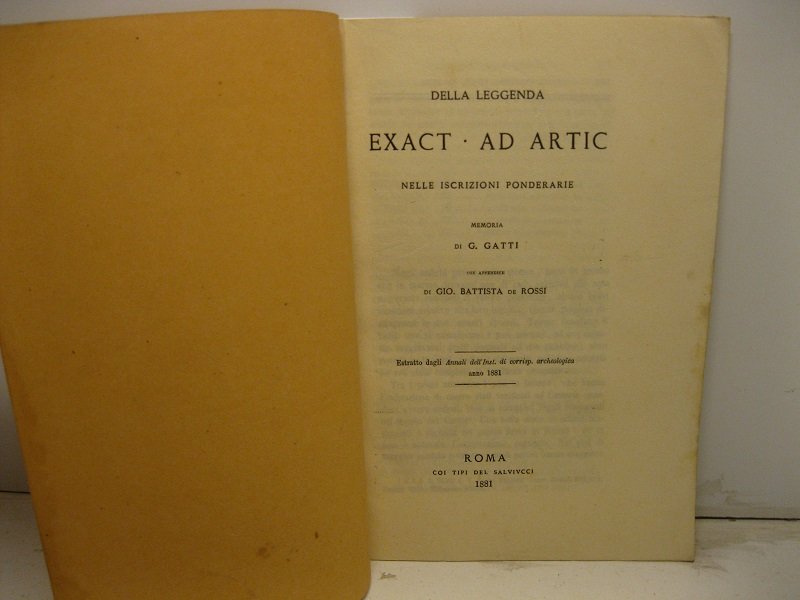 DELLA LEGGENDA
EXACT · AD ARTIC
NELLE ISCRIZIONI PONDERARIE
MEMORIA
DI G. GATTI
CON APPENDICE
DI GIO. BATTISTA DE ROSSI
Estratto dagli Annali dell'Inst. di corrisp. archeologica
anno 1881
ROMA
COI TIPI DEL SALVIUCCI
1881